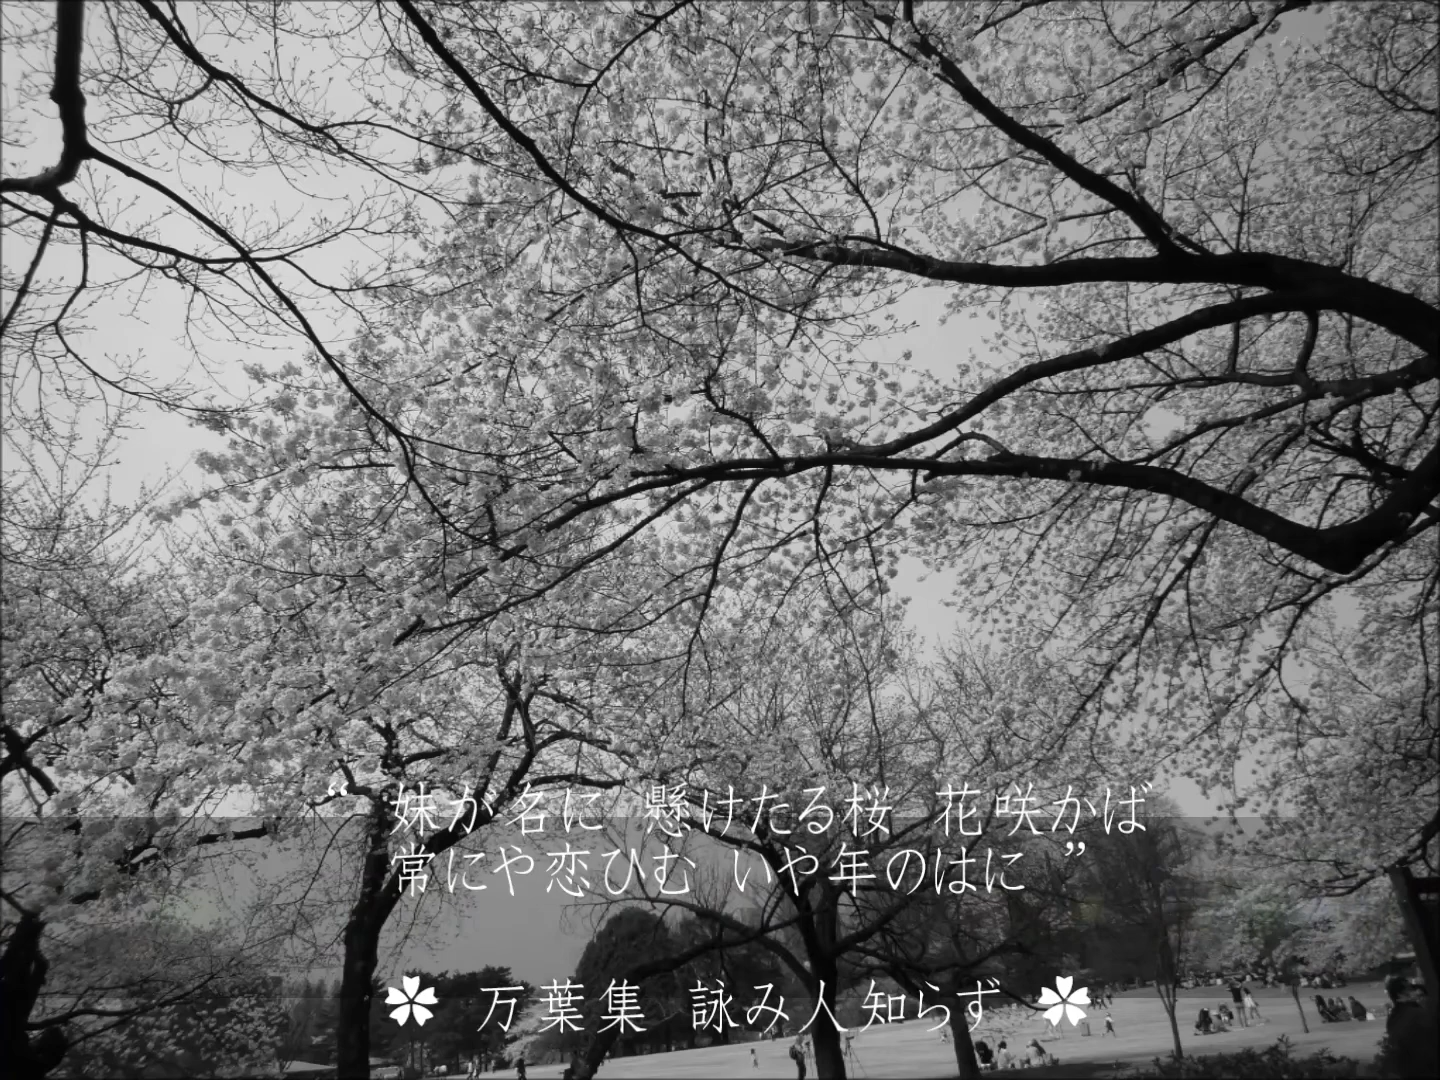 “ 妹が名に 懸けたる桜 花咲かば
常にや恋ひむ いや年のはに ”
✽ 万葉集 詠み人知らず ✽